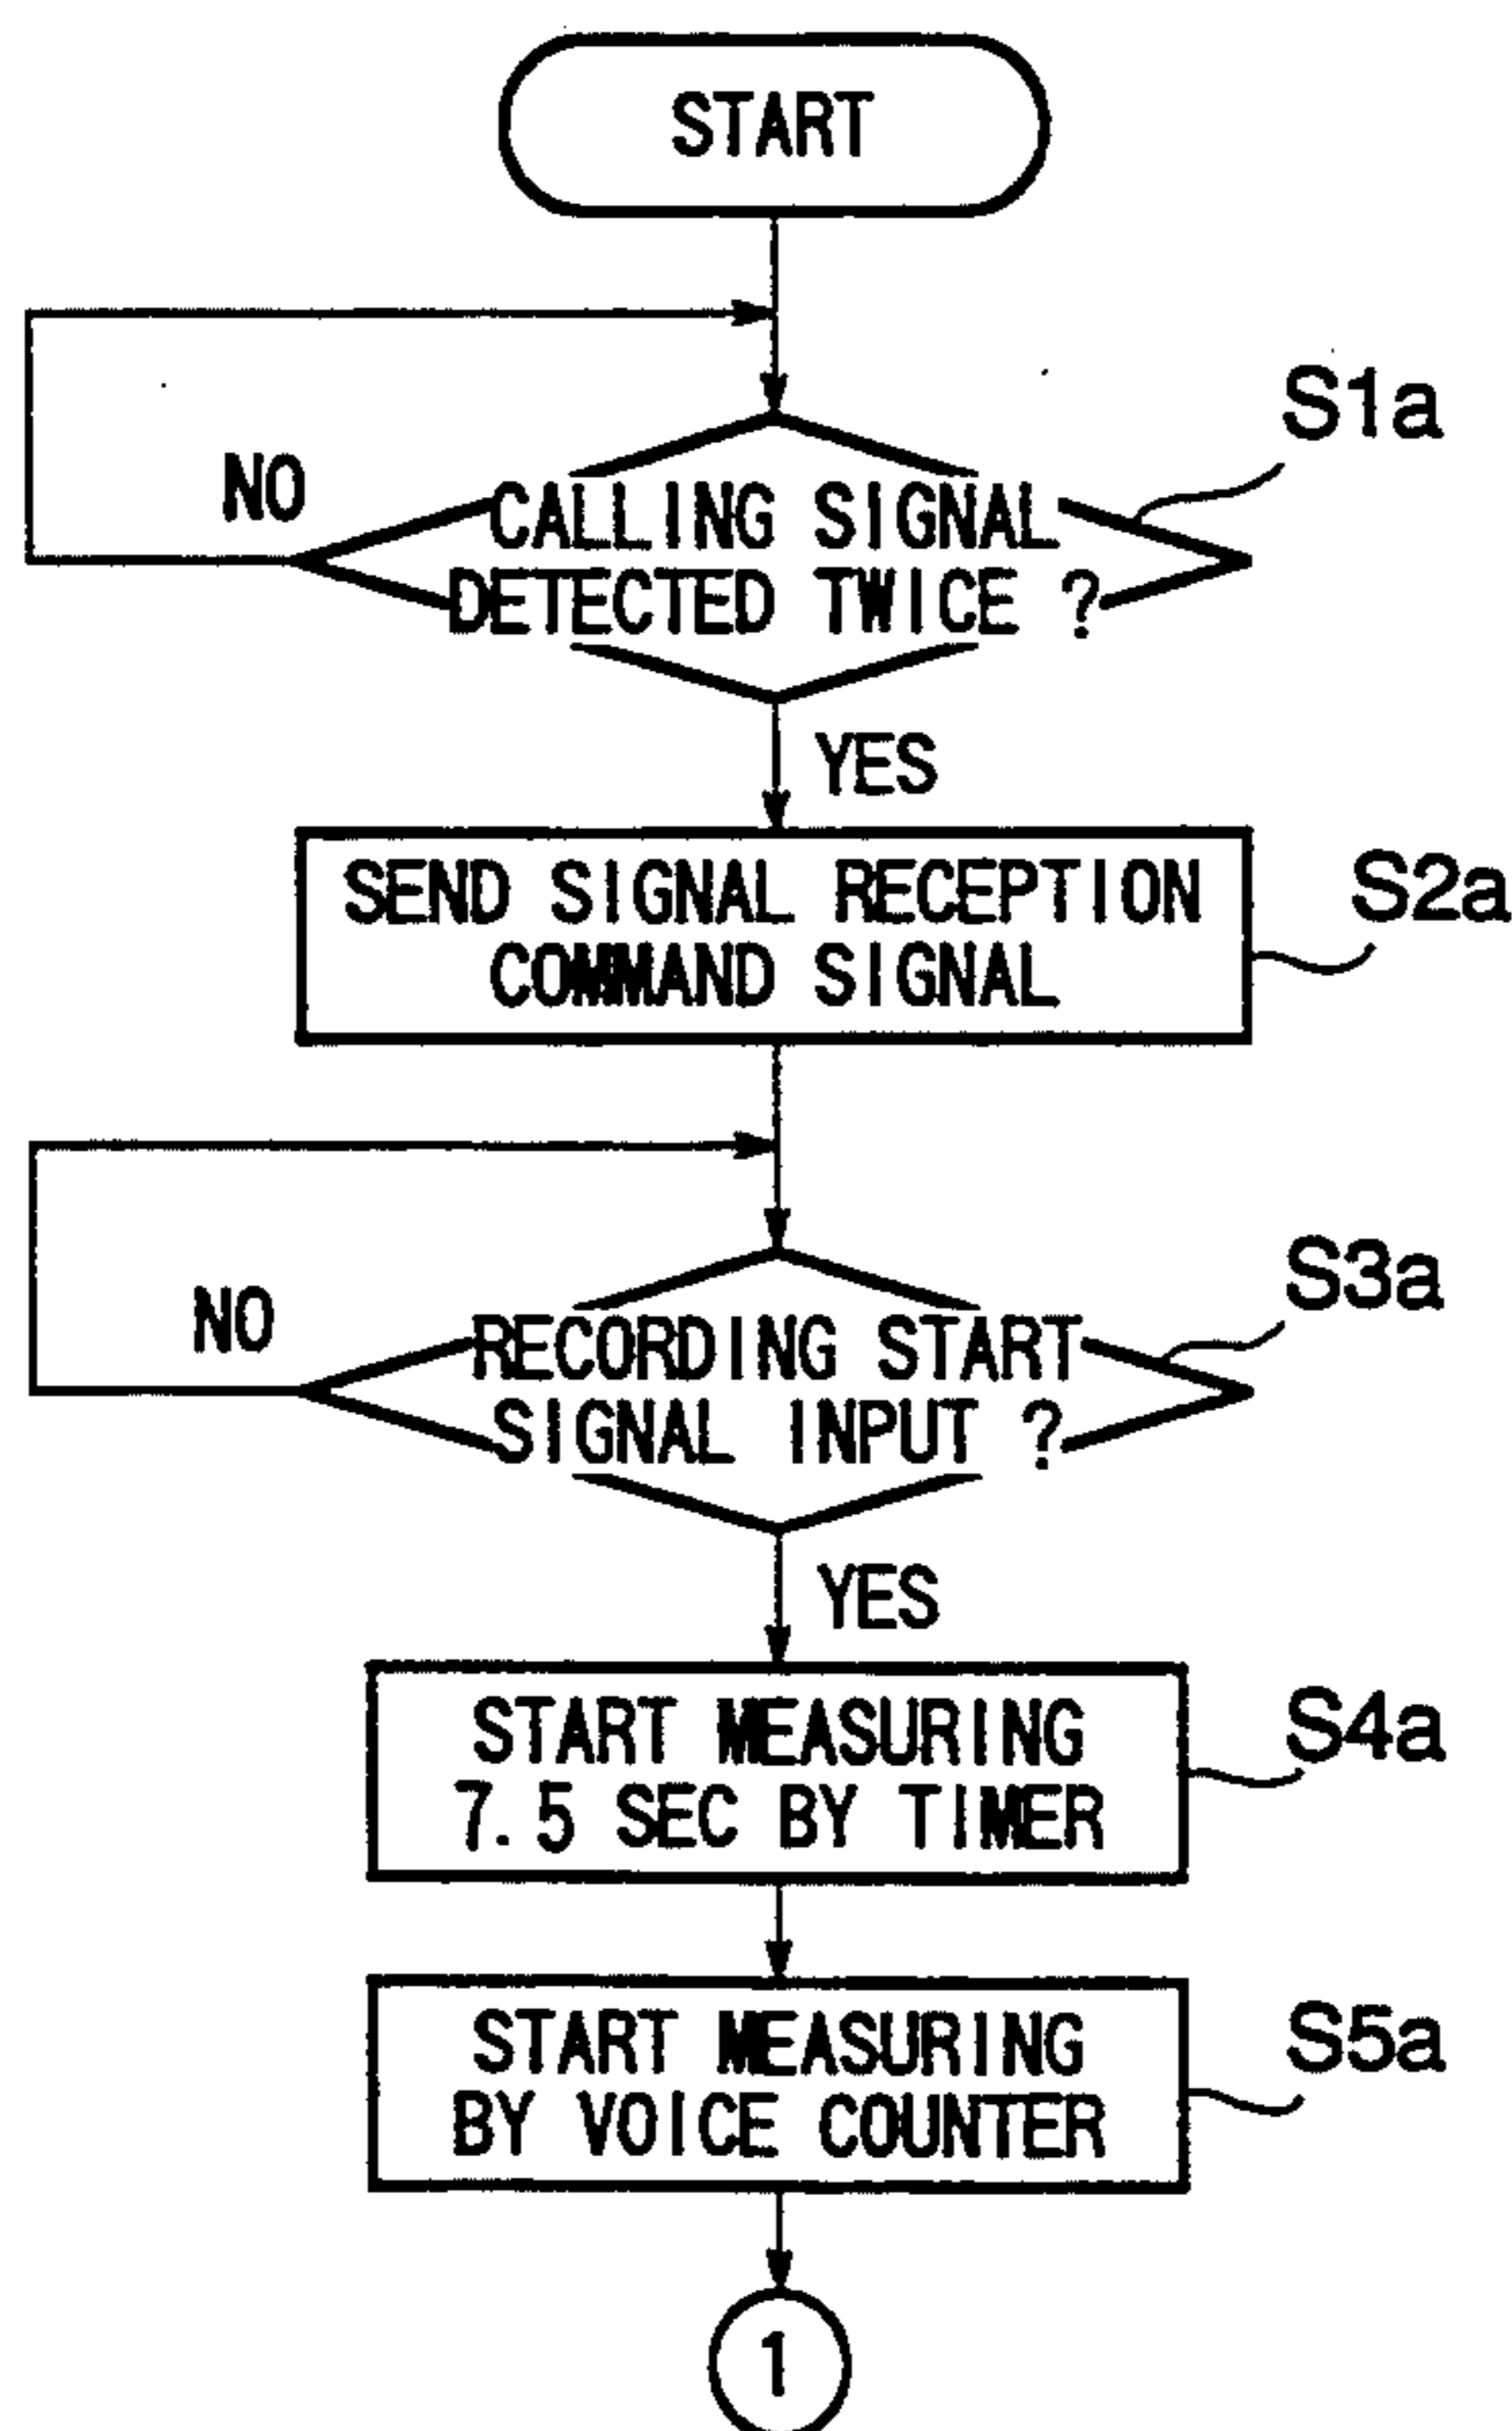 START
S1a
NO
CALLING SIGNAL
DETECTED TWICE ?
YES
SEND SIGNAL RECEPTION
COMMAND SIGNAL
S2a
S3a
NO
RECORDING START
SIGNAL INPUT ?
YES
START MEASURING
7.5 SEC BY TIMER
S4a
START MEASURING
BY VOICE COUNTER
S5a
1